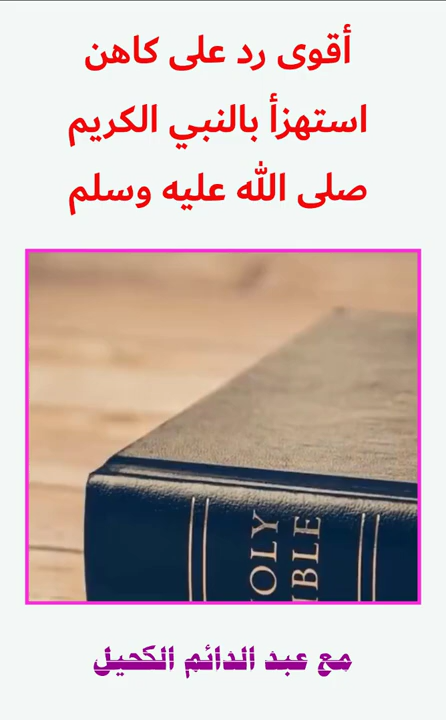 أقوى رد على كاهن
استهزأ بالنبي الكريم
صلى الله عليه وسلم
OLY
IBLE
مع عبد الدائم الكحيل